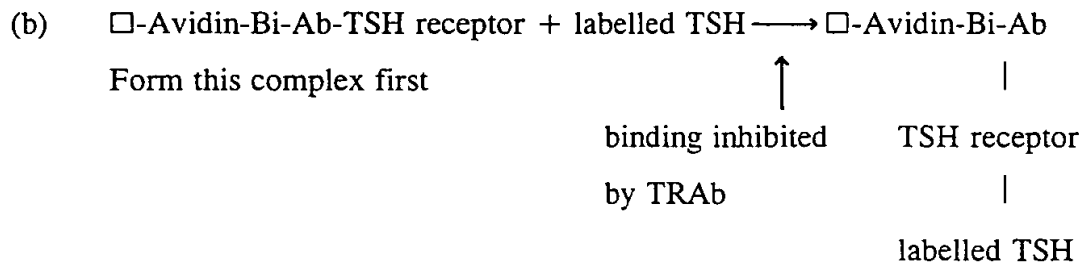 (b) □-Avidin-Bi-Ab-TSH receptor + labelled TSH ⟶ □-Avidin-Bi-Ab
Form this complex first ↑ |
binding inhibited TSH receptor
by TRAb |
labelled TSH